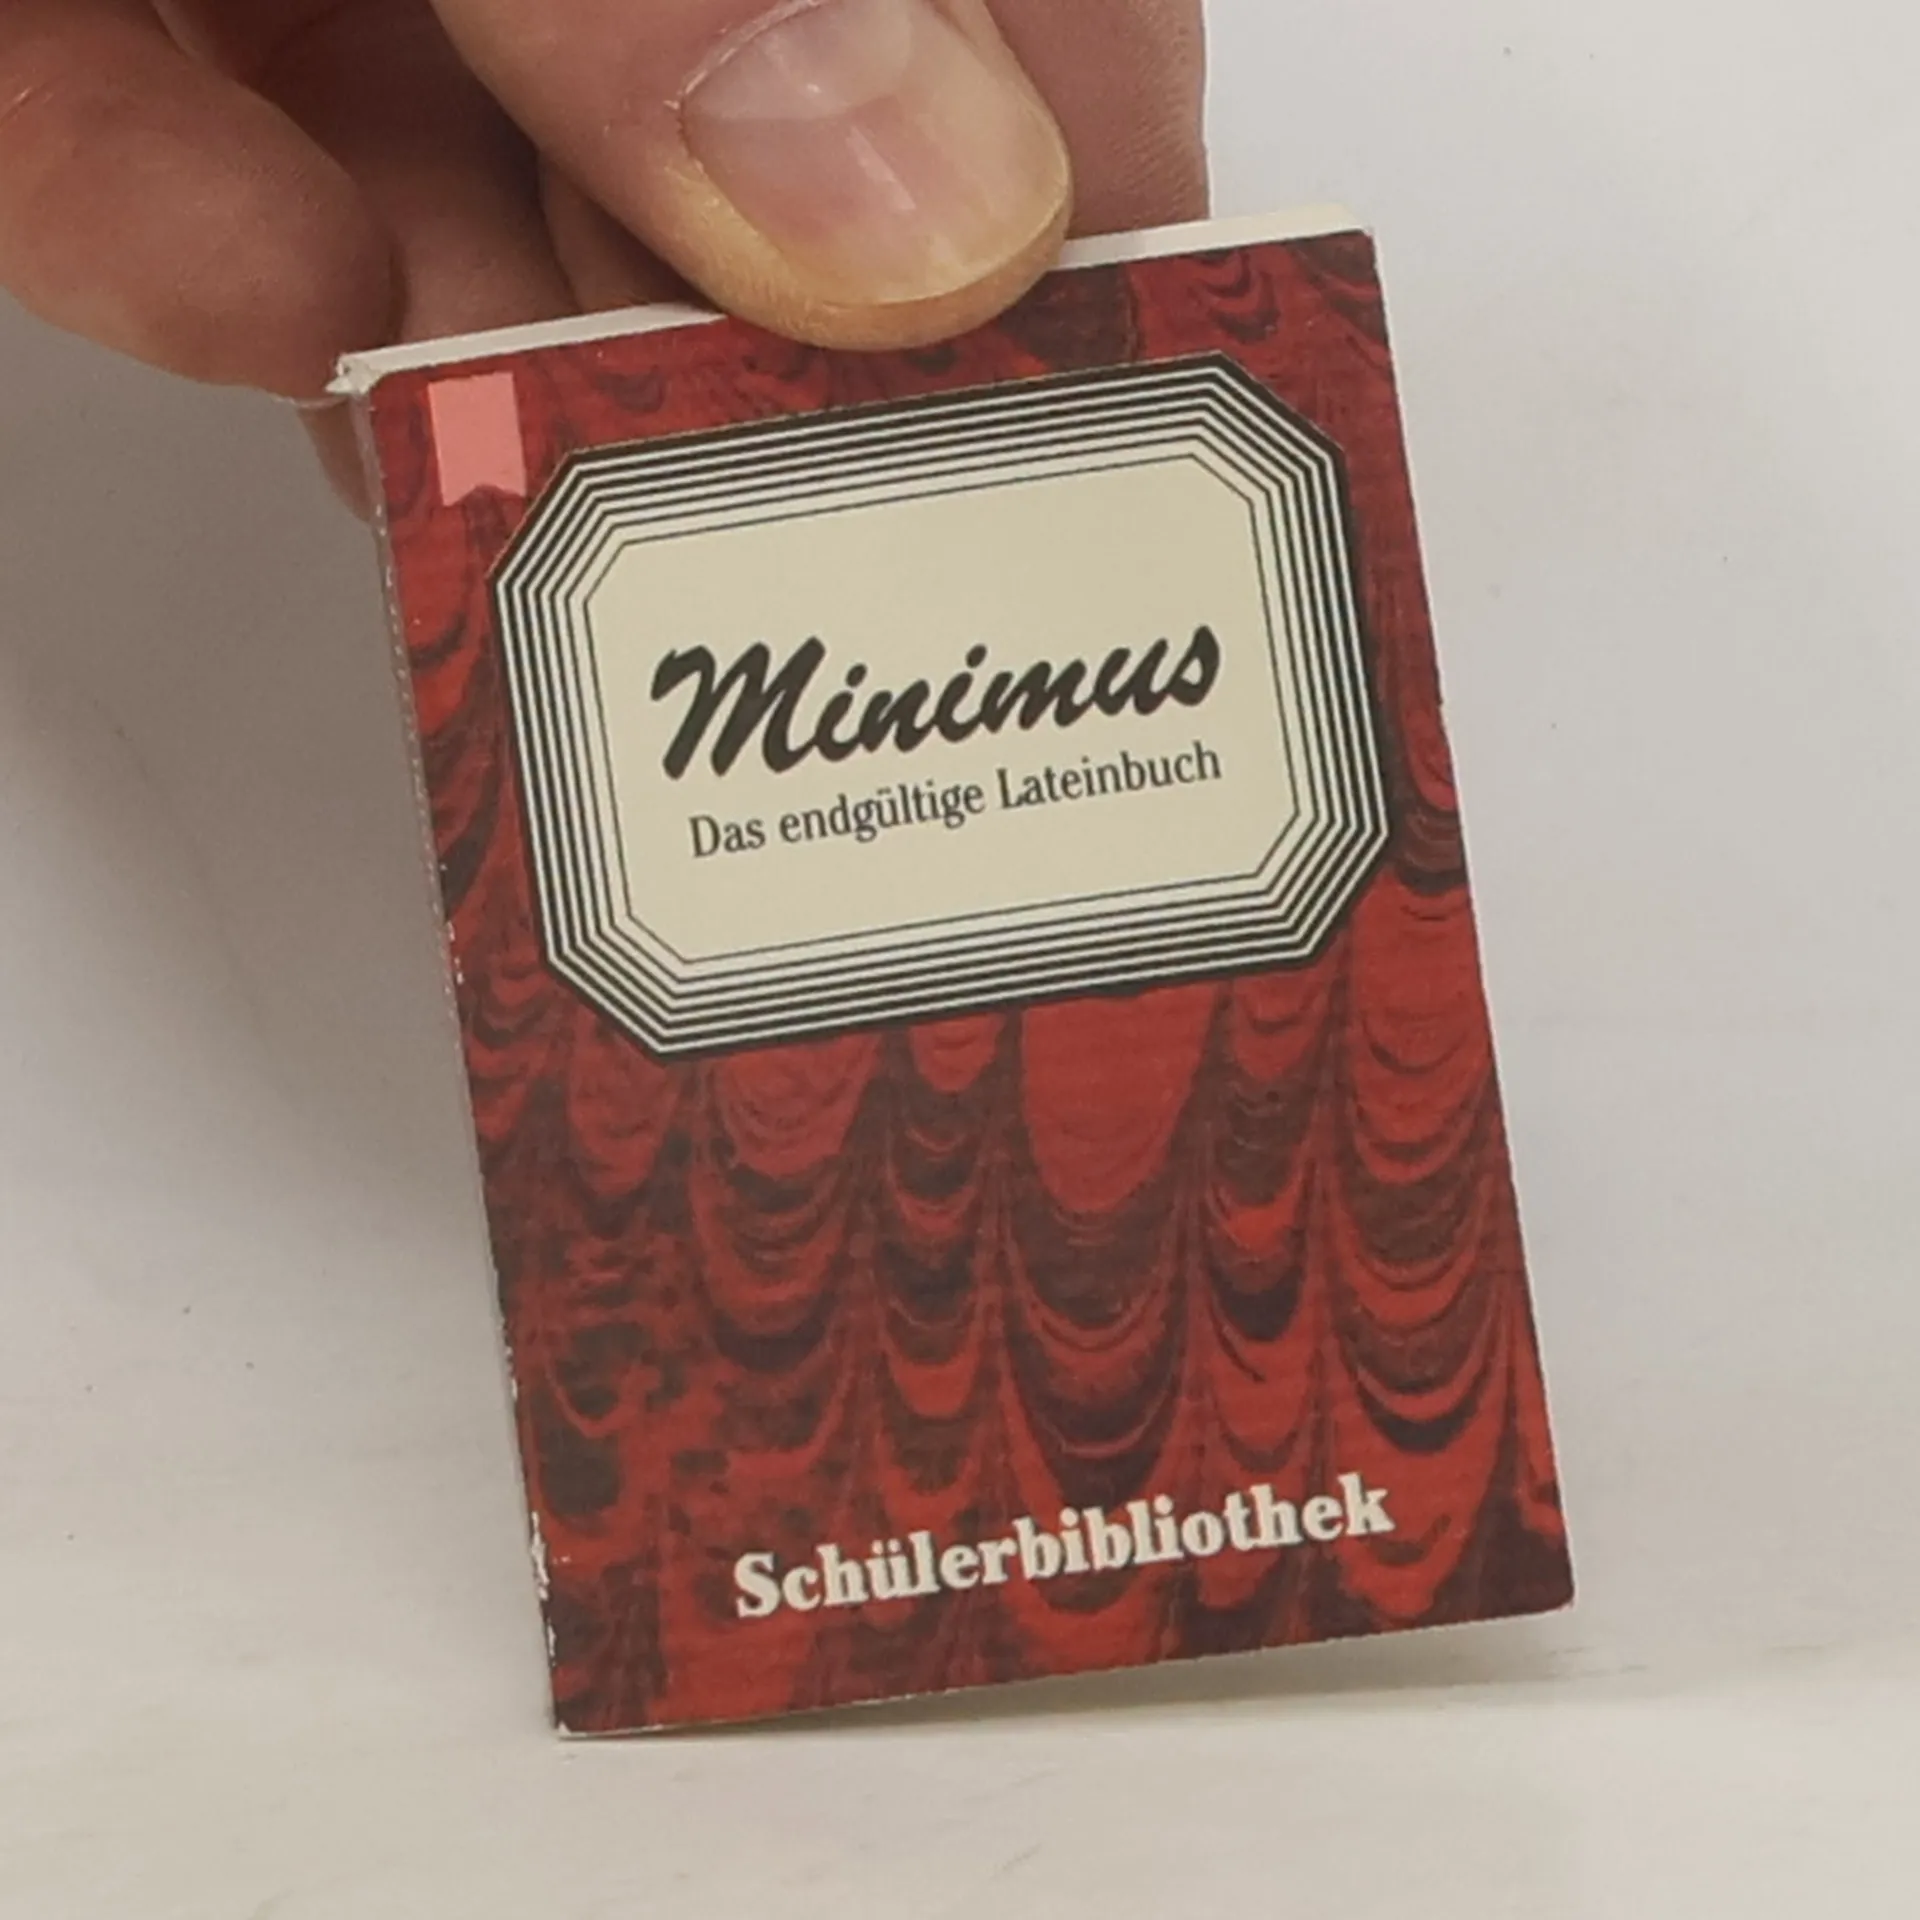 Minimus
Das endgültige Lateinbuch
Schülerbibliothek